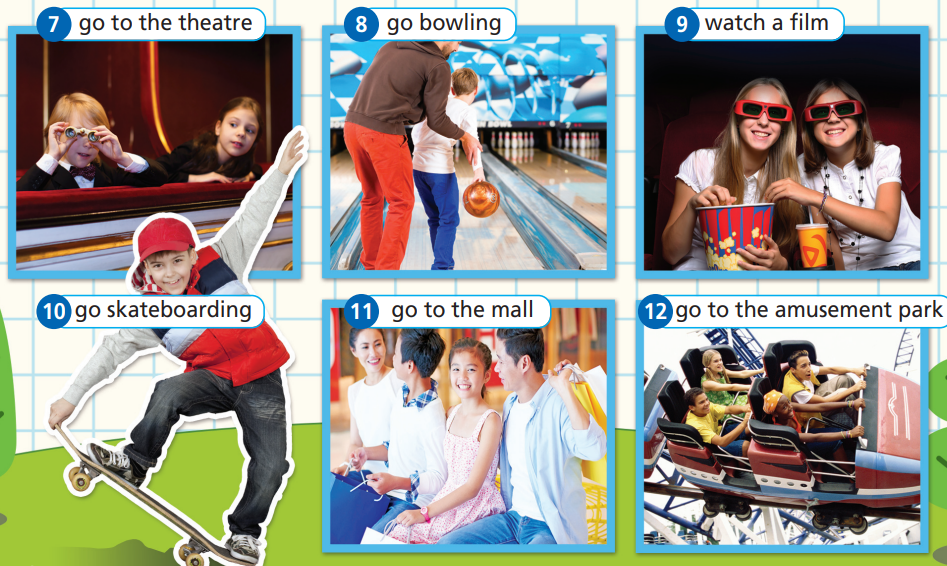 7 go to the theatre
8 go bowling
9 watch a film
10 go skateboarding
11 go to the mall
12 go to the amusement park